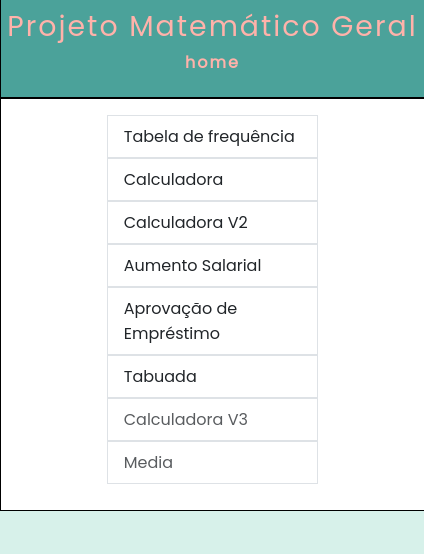 Projeto Matemático Geral
home
Tabela de frequência
Calculadora
Calculadora V2
Aumento Salarial
Aprovação de
Empréstimo
Tabuada
Calculadora V3
Media